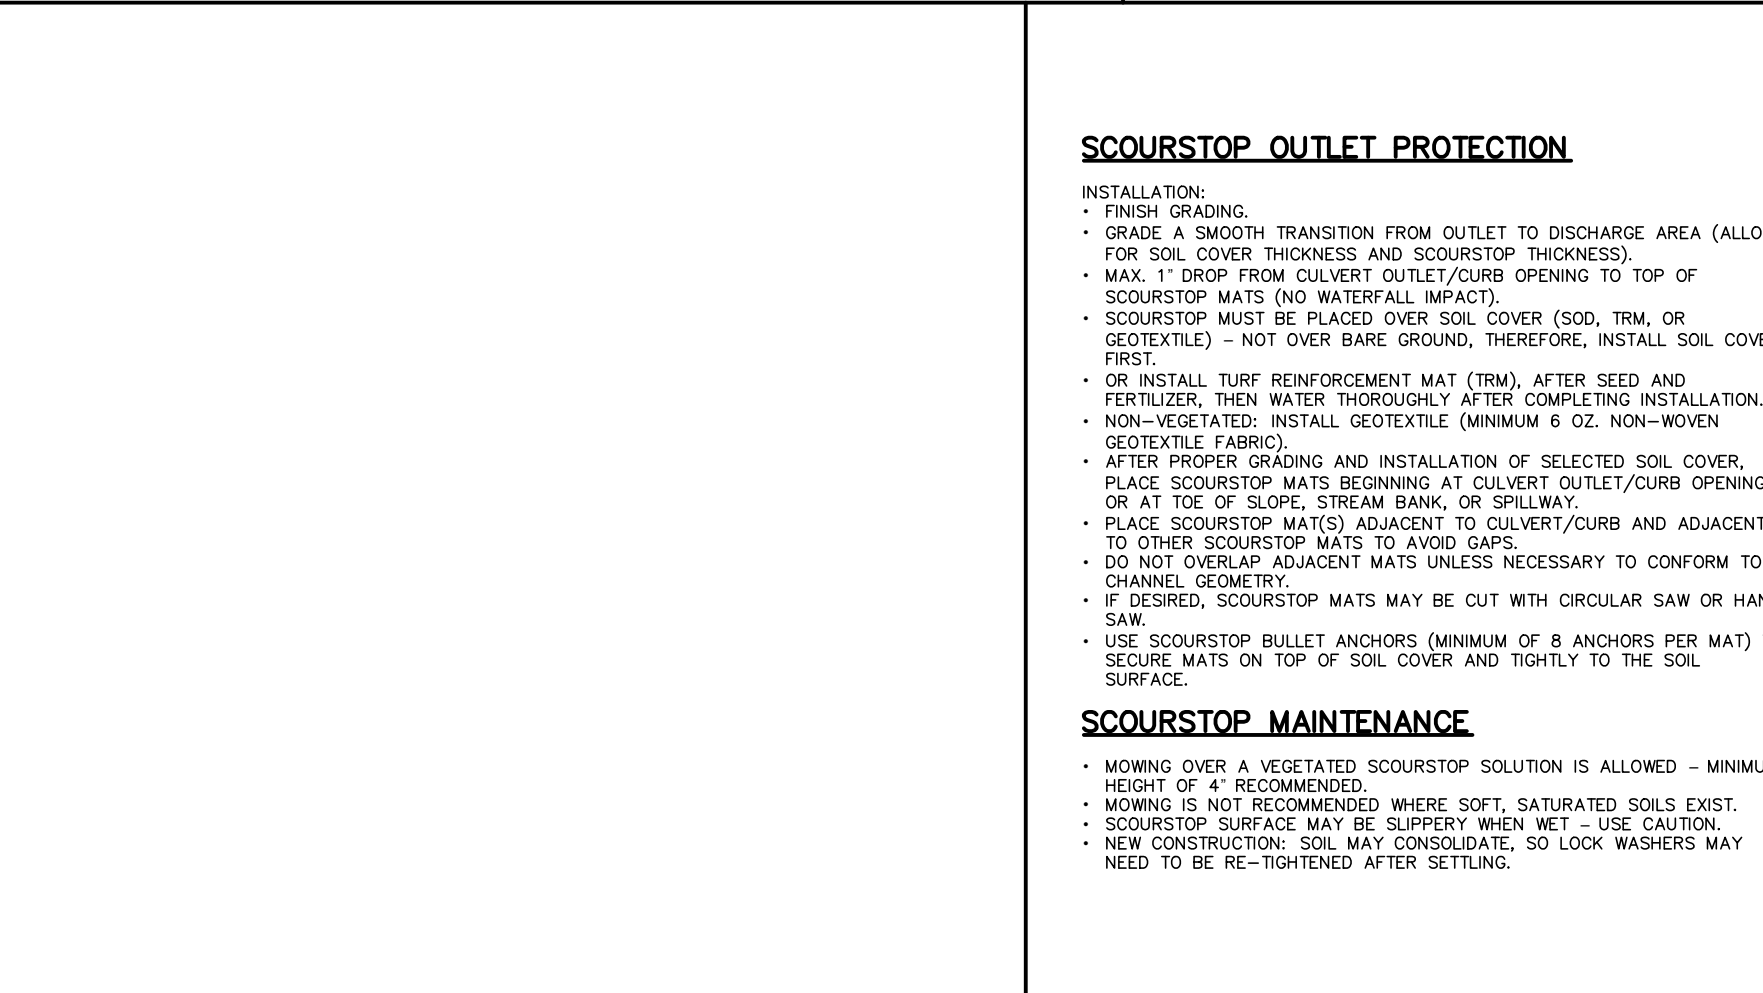 SCOURSTOP OUTLET PROTECTION
INSTALLATION:
• FINISH GRADING.
• GRADE A SMOOTH TRANSITION FROM OUTLET TO DISCHARGE AREA (ALLO
FOR SOIL COVER THICKNESS AND SCOURSTOP THICKNESS).
• MAX. 1" DROP FROM CULVERT OUTLET/CURB OPENING TO TOP OF
SCOURSTOP MATS (NO WATERFALL IMPACT).
• SCOURSTOP MUST BE PLACED OVER SOIL COVER (SOD, TRM, OR
GEOTEXTILE) – NOT OVER BARE GROUND, THEREFORE, INSTALL SOIL COVE
FIRST.
• OR INSTALL TURF REINFORCEMENT MAT (TRM), AFTER SEED AND
FERTILIZER, THEN WATER THOROUGHLY AFTER COMPLETING INSTALLATION.
• NON–VEGETATED: INSTALL GEOTEXTILE (MINIMUM 6 OZ. NON–WOVEN
GEOTEXTILE FABRIC).
• AFTER PROPER GRADING AND INSTALLATION OF SELECTED SOIL COVER,
PLACE SCOURSTOP MATS BEGINNING AT CULVERT OUTLET/CURB OPENING
OR AT TOE OF SLOPE, STREAM BANK, OR SPILLWAY.
• PLACE SCOURSTOP MAT(S) ADJACENT TO CULVERT/CURB AND ADJACENT
TO OTHER SCOURSTOP MATS TO AVOID GAPS.
• DO NOT OVERLAP ADJACENT MATS UNLESS NECESSARY TO CONFORM TO
CHANNEL GEOMETRY.
• IF DESIRED, SCOURSTOP MATS MAY BE CUT WITH CIRCULAR SAW OR HAN
SAW.
• USE SCOURSTOP BULLET ANCHORS (MINIMUM OF 8 ANCHORS PER MAT)
SECURE MATS ON TOP OF SOIL COVER AND TIGHTLY TO THE SOIL
SURFACE.
SCOURSTOP MAINTENANCE
• MOWING OVER A VEGETATED SCOURSTOP SOLUTION IS ALLOWED – MINIMU
HEIGHT OF 4" RECOMMENDED.
• MOWING IS NOT RECOMMENDED WHERE SOFT, SATURATED SOILS EXIST.
• SCOURSTOP SURFACE MAY BE SLIPPERY WHEN WET – USE CAUTION.
• NEW CONSTRUCTION: SOIL MAY CONSOLIDATE, SO LOCK WASHERS MAY
NEED TO BE RE–TIGHTENED AFTER SETTLING.